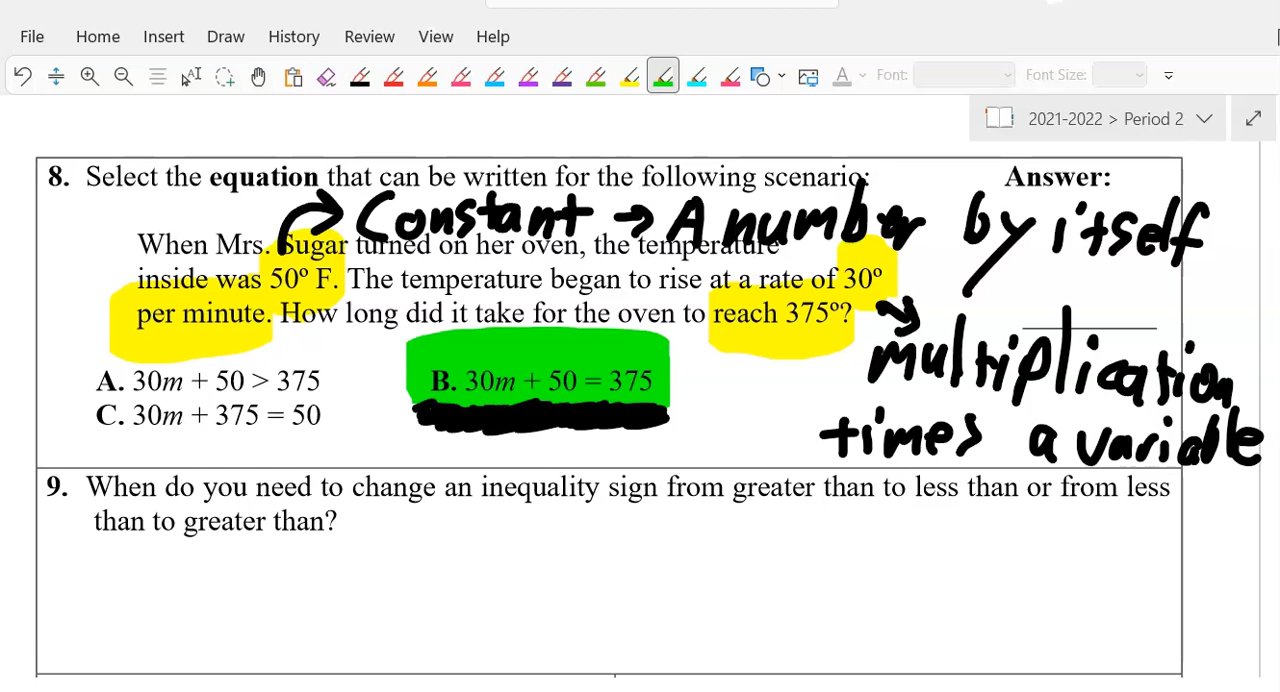 File Home Insert Draw History Review View Help
Font: Font Size:
2021-2022 > Period 2
8. Select the equation that can be written for the following scenario: Answer:
Constant → A number by itself
When Mrs. Sugar turned on her oven, the temperature
inside was 50º F. The temperature began to rise at a rate of 30º
per minute. How long did it take for the oven to reach 375º?
multiplication
times a variable
A. 30m + 50 > 375 B. 30m + 50 = 375
C. 30m + 375 = 50
9. When do you need to change an inequality sign from greater than to less than or from less
than to greater than?